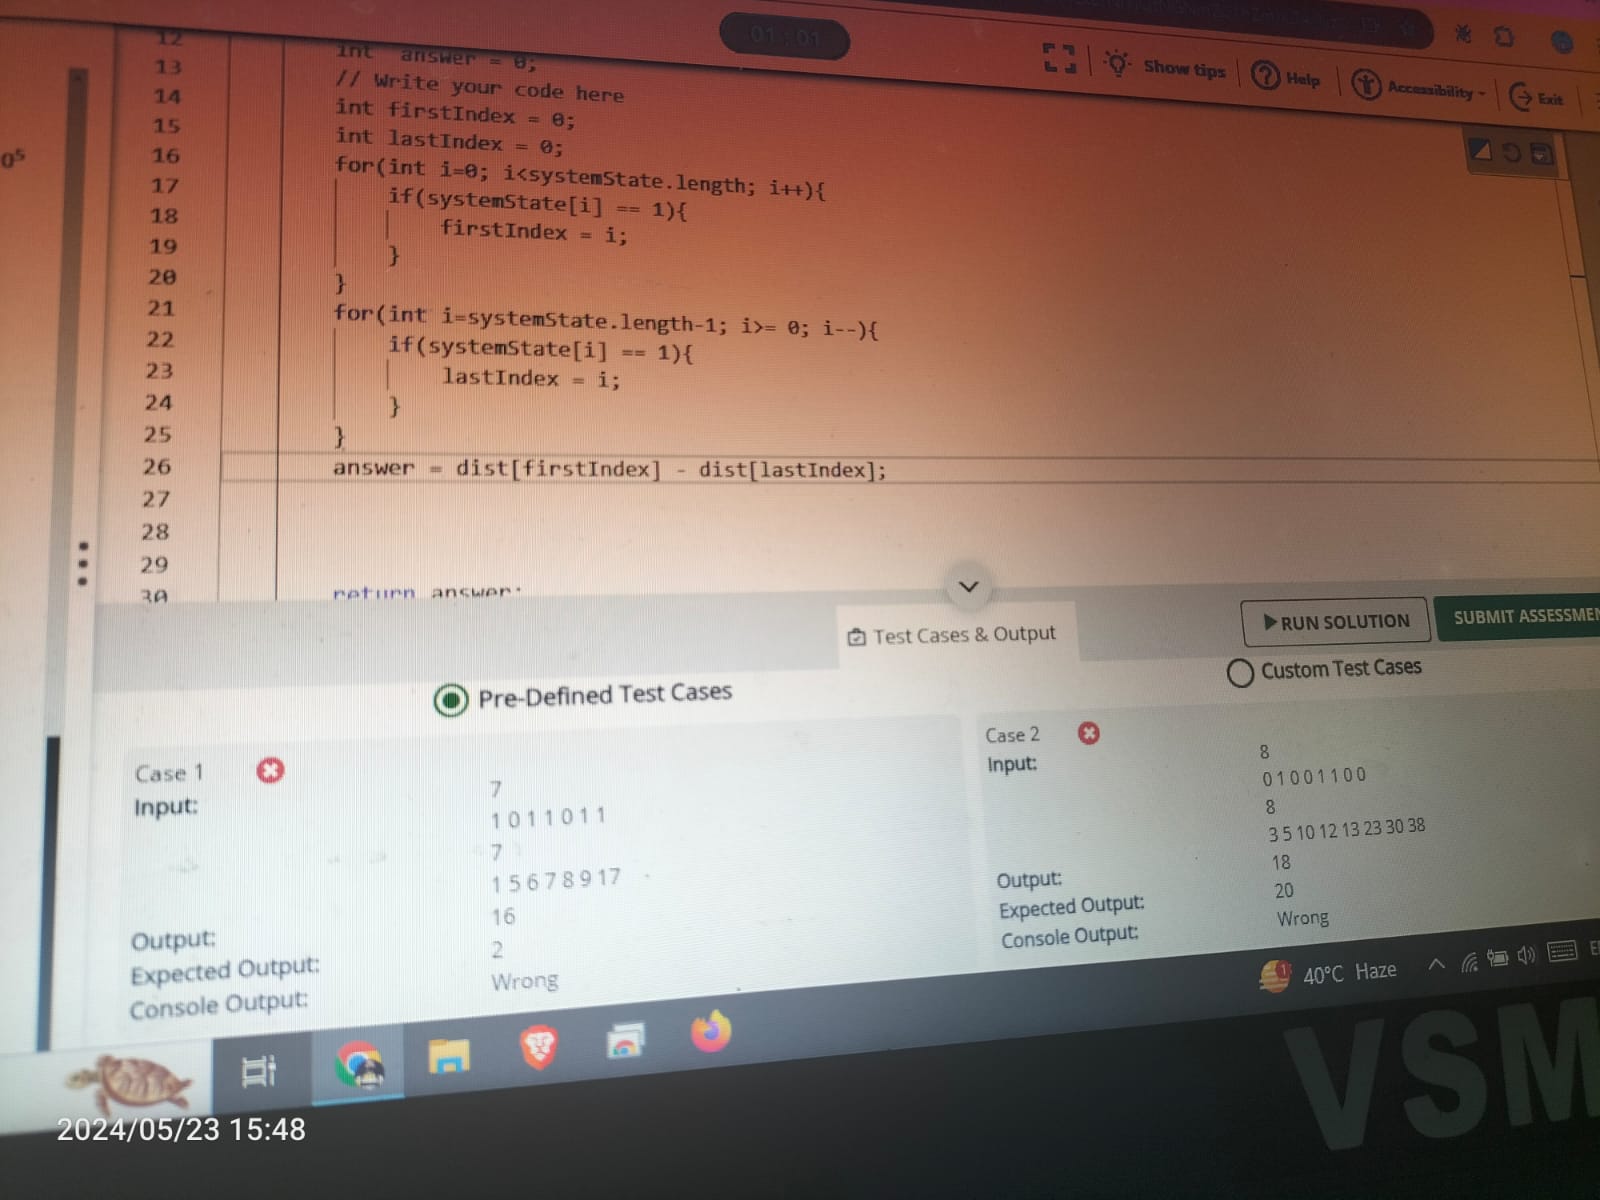 01 : 01
Show tips
Help
Accessibility
Exit
0⁵
12 int answer = 0;
13 // Write your code here
14 int firstIndex = 0;
15 int lastIndex = 0;
16 for(int i=0; i<systemState.length; i++){
17 if(systemState[i] == 1){
18 firstIndex = i;
19 }
20 }
21 for(int i=systemState.length-1; i>= 0; i--){
22 if(systemState[i] == 1){
23 lastIndex = i;
24 }
25 }
26 answer = dist[firstIndex] - dist[lastIndex];
27
28
29
30 return answer;
Test Cases & Output
RUN SOLUTION
SUBMIT ASSESSMEN
Pre-Defined Test Cases
Custom Test Cases
Case 1
Input:
7
1 0 1 1 0 1 1
7
1 5 6 7 8 9 17
Output:
16
Expected Output:
2
Console Output:
Wrong
Case 2
Input:
8
0 1 0 0 1 1 0 0
8
3 5 10 12 13 23 30 38
Output:
18
Expected Output:
20
Console Output:
Wrong
40°C Haze
VSM
2024/05/23 15:48